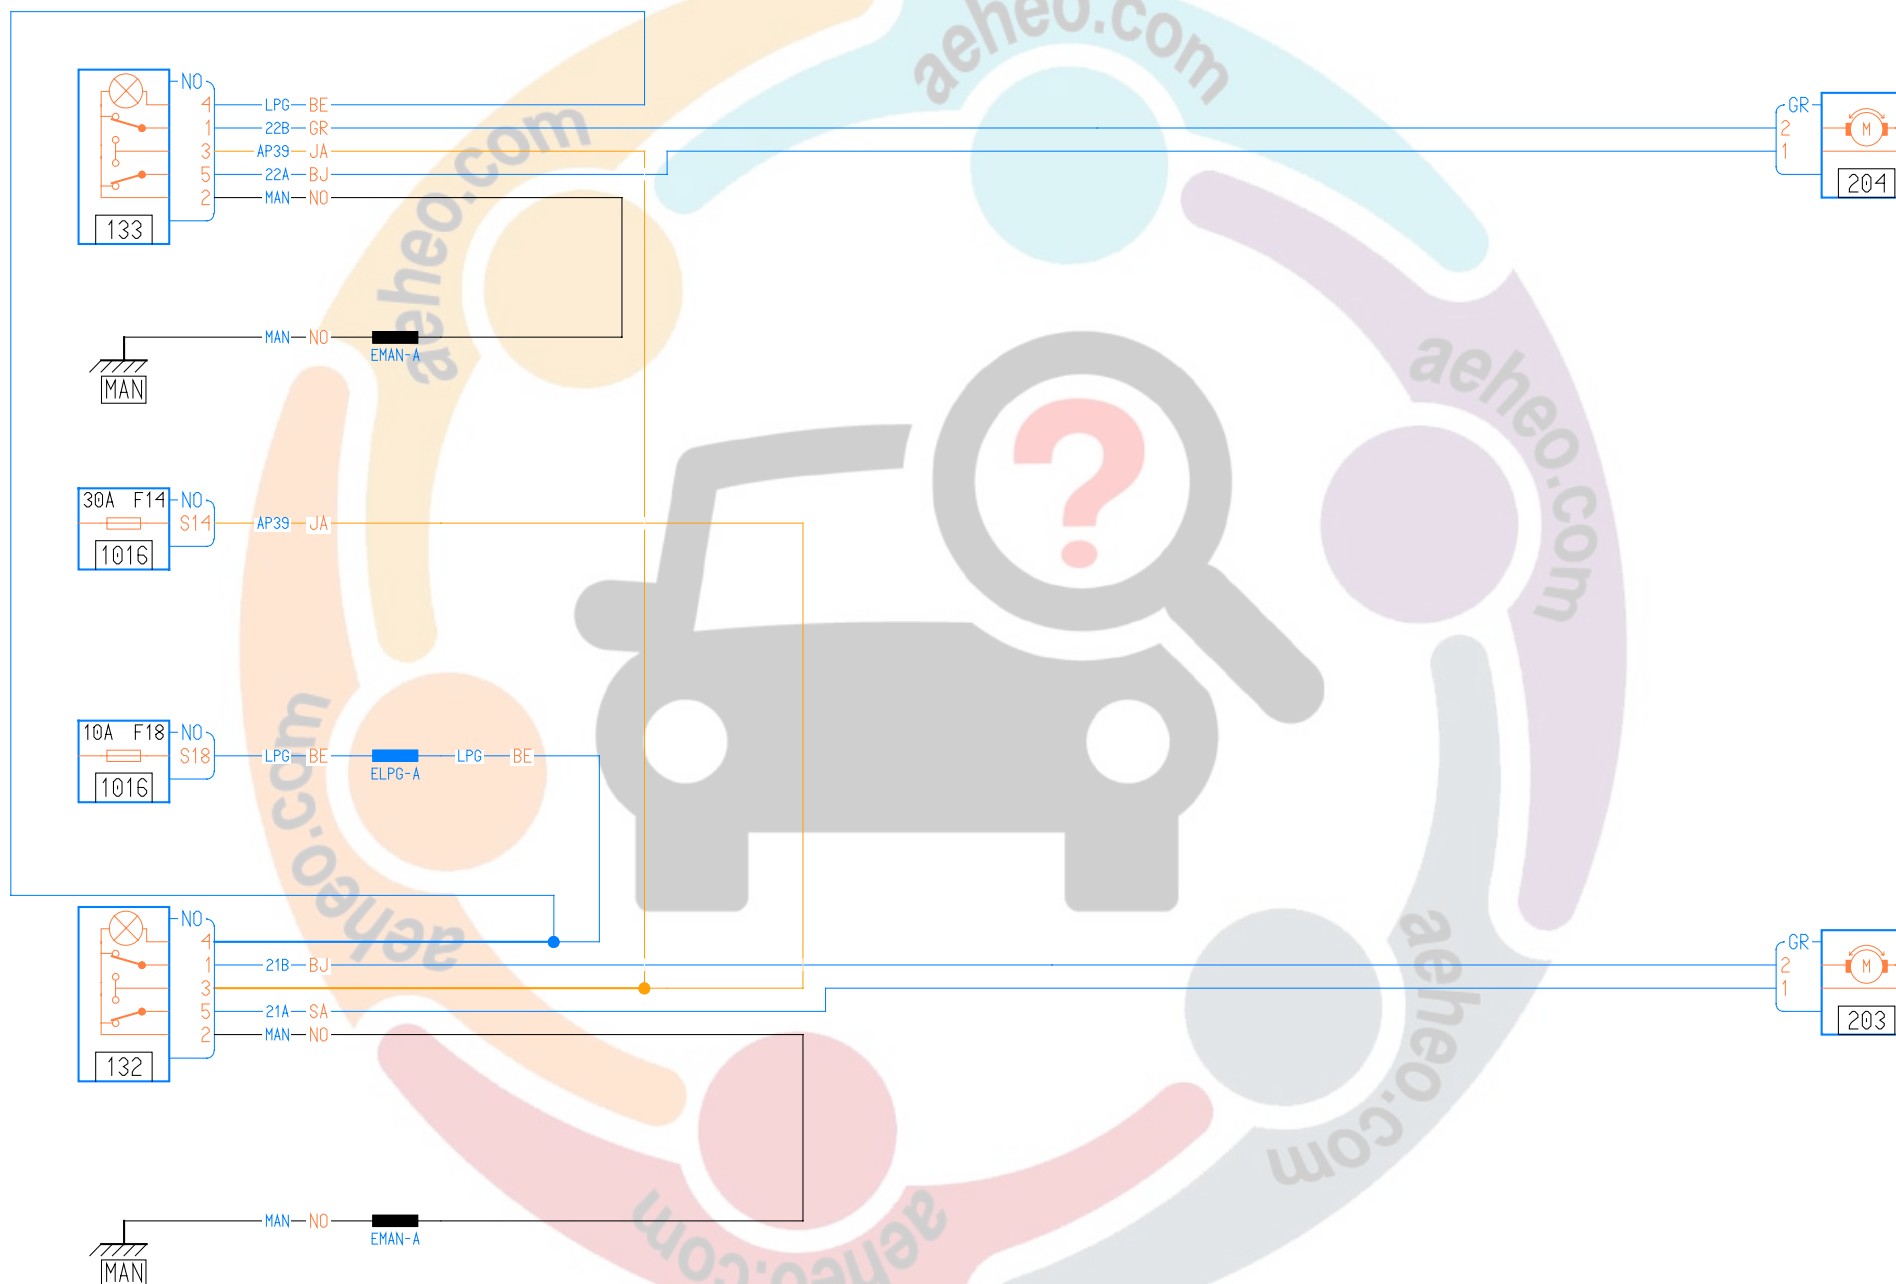 NO
4 LPG BE
1 22B GR
3 AP39 JA
5 22A BJ
2 MAN NO
133
GR
2
1
M
204
MAN NO
EMAN-A
MAN
30A F14 NO
S14 AP39 JA
1016
10A F18 NO
S18 LPG BE LPG BE
ELPG-A
1016
NO
4
1 21B BJ
3
5 21A SA
2 MAN NO
132
GR
2
1
M
203
MAN NO
EMAN-A
MAN
aeheo.com
aeheo.com
aeheo.com
aeheo.com
aeheo.com
aeheo.com
?